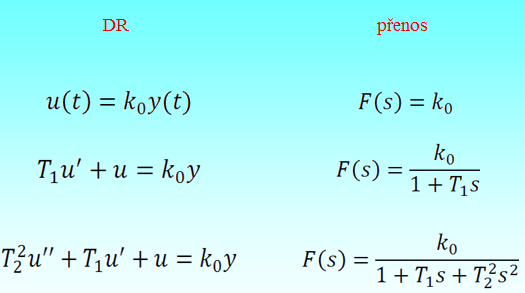 DR přenos
u(t) = k₀y(t) F(s) = k₀
T₁u′ + u = k₀y F(s) = k₀ / (1 + T₁s)
T₂²u″ + T₁u′ + u = k₀y F(s) = k₀ / (1 + T₁s + T₂²s²)